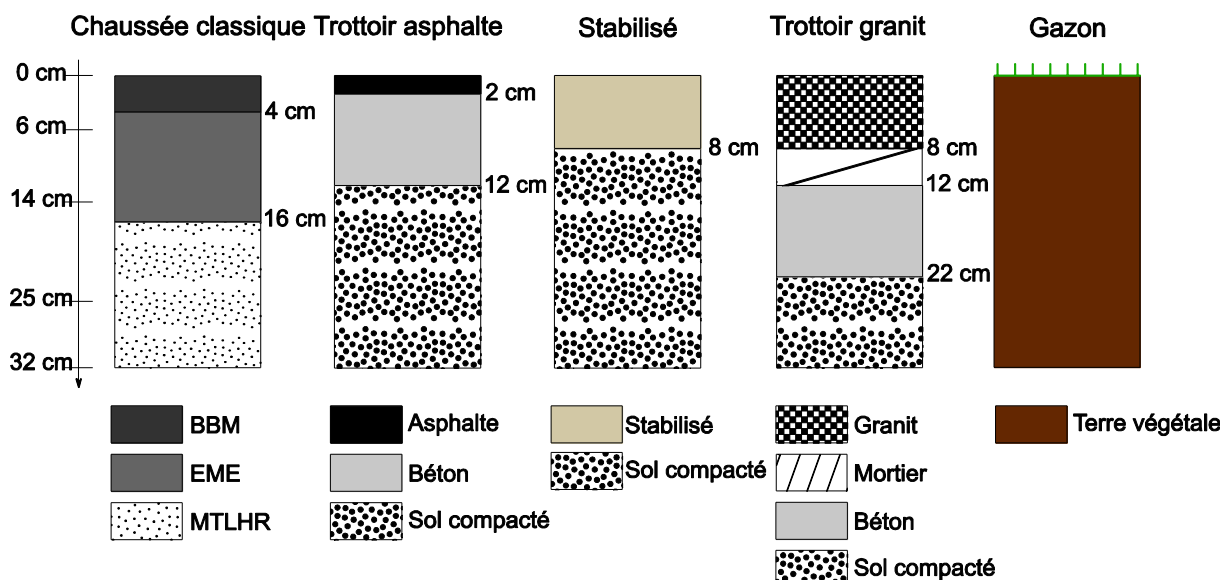 Chaussée classique
Trottoir asphalte
Stabilisé
Trottoir granit
Gazon
0 cm
6 cm
14 cm
25 cm
32 cm
4 cm
16 cm
2 cm
12 cm
8 cm
8 cm
12 cm
22 cm
BBM
EME
MTLHR
Asphalte
Béton
Sol compacté
Stabilisé
Sol compacté
Granit
Mortier
Béton
Sol compacté
Terre végétale